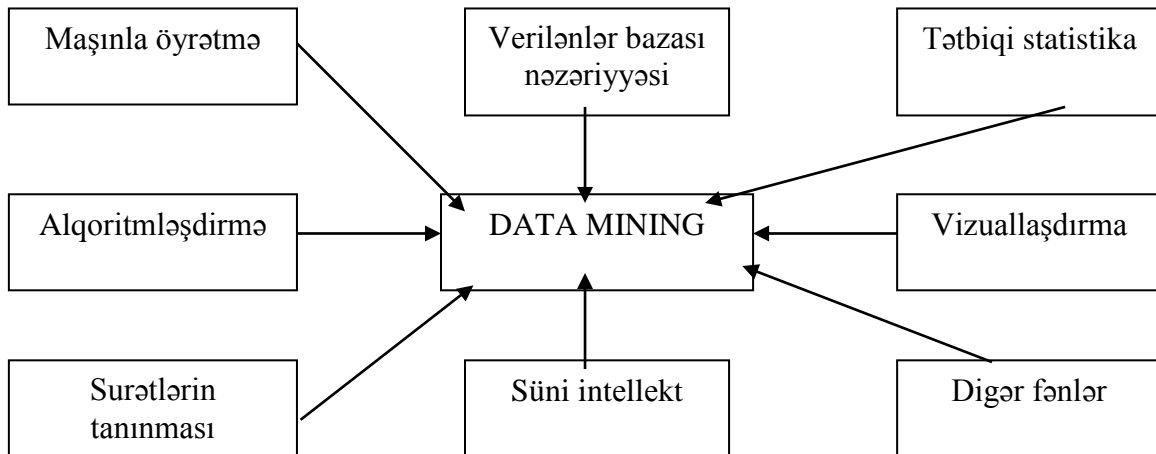 Maşınla öyrətmə
Verilənlər bazası
nəzəriyyəsi
Tətbiqi statistika
Alqoritmləşdirmə
DATA MINING
Vizuallaşdırma
Surətlərin
tanınması
Süni intellekt
Digər fənlər